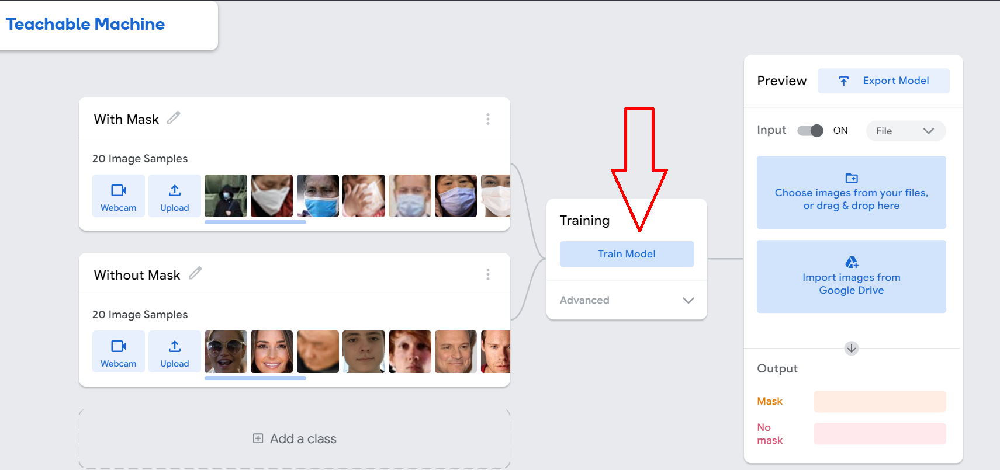 Teachable Machine
With Mask
20 Image Samples
Webcam
Upload
Without Mask
20 Image Samples
Webcam
Upload
Add a class
Training
Train Model
Advanced
Preview
Export Model
Input
ON
File
Choose images from your files,
or drag & drop here
Import images from
Google Drive
Output
Mask
No
mask